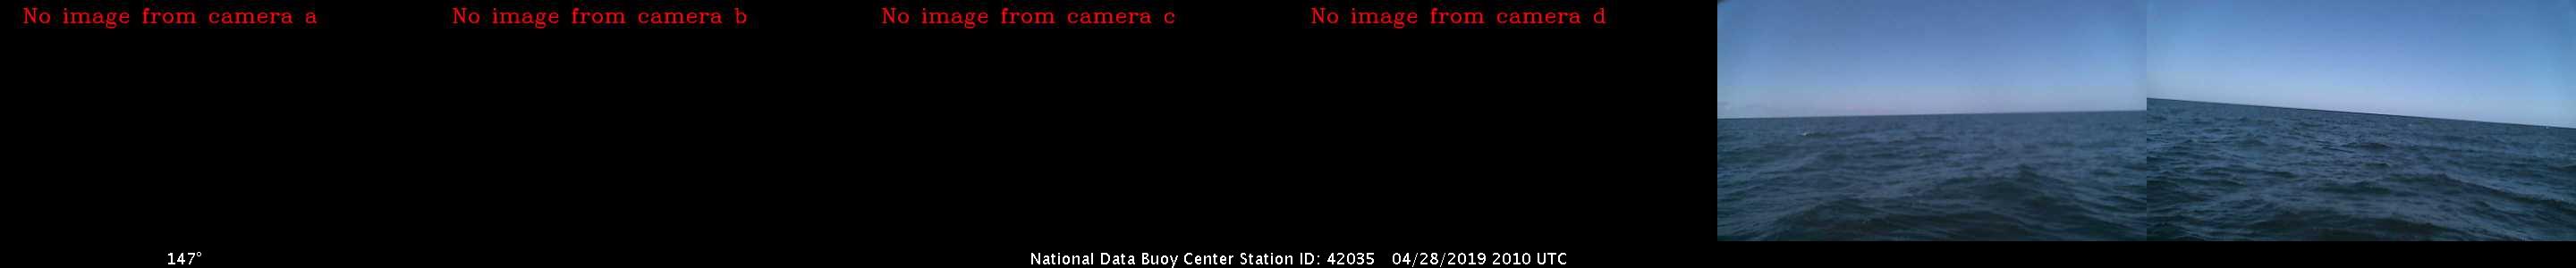 No image from camera a
No image from camera b
No image from camera c
No image from camera d
147°
National Data Buoy Center Station ID: 42035 04/28/2019 2010 UTC